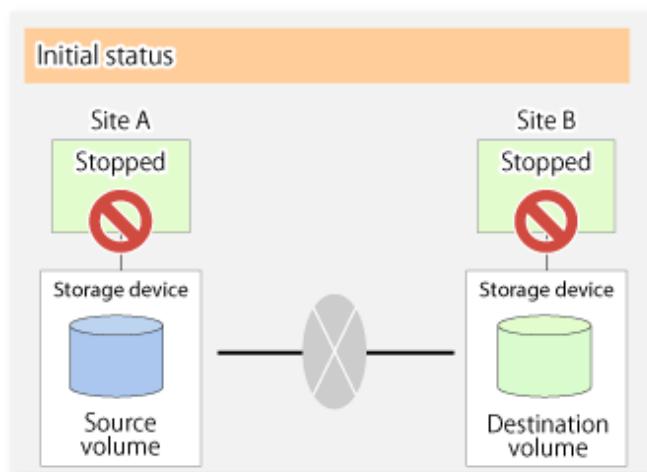 Initial status
Site A
Stopped
Storage device
Source
volume
Site B
Stopped
Storage device
Destination
volume